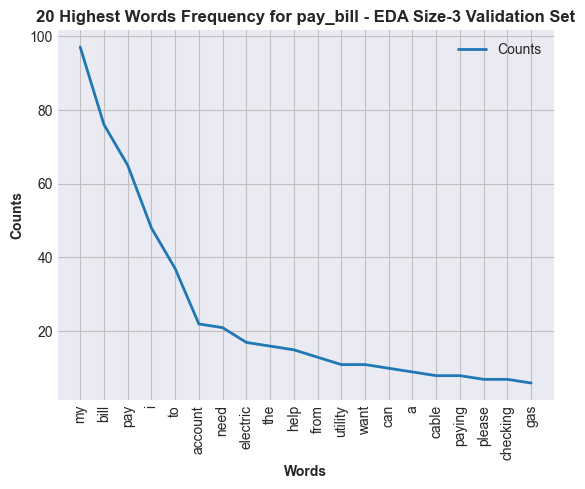 20 Highest Words Frequency for pay_bill - EDA Size-3 Validation Set
Counts
100
80
60
40
20
Counts
my
bill
pay
i
to
account
need
electric
the
help
from
utility
want
can
a
cable
paying
please
checking
gas
Words